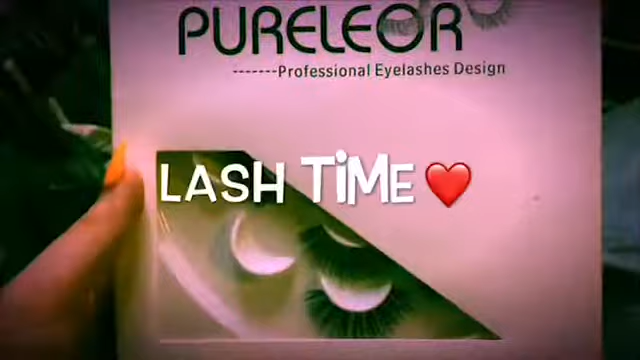 PURELEOR
-------Professional Eyelashes Design
LASH TiME ❤️